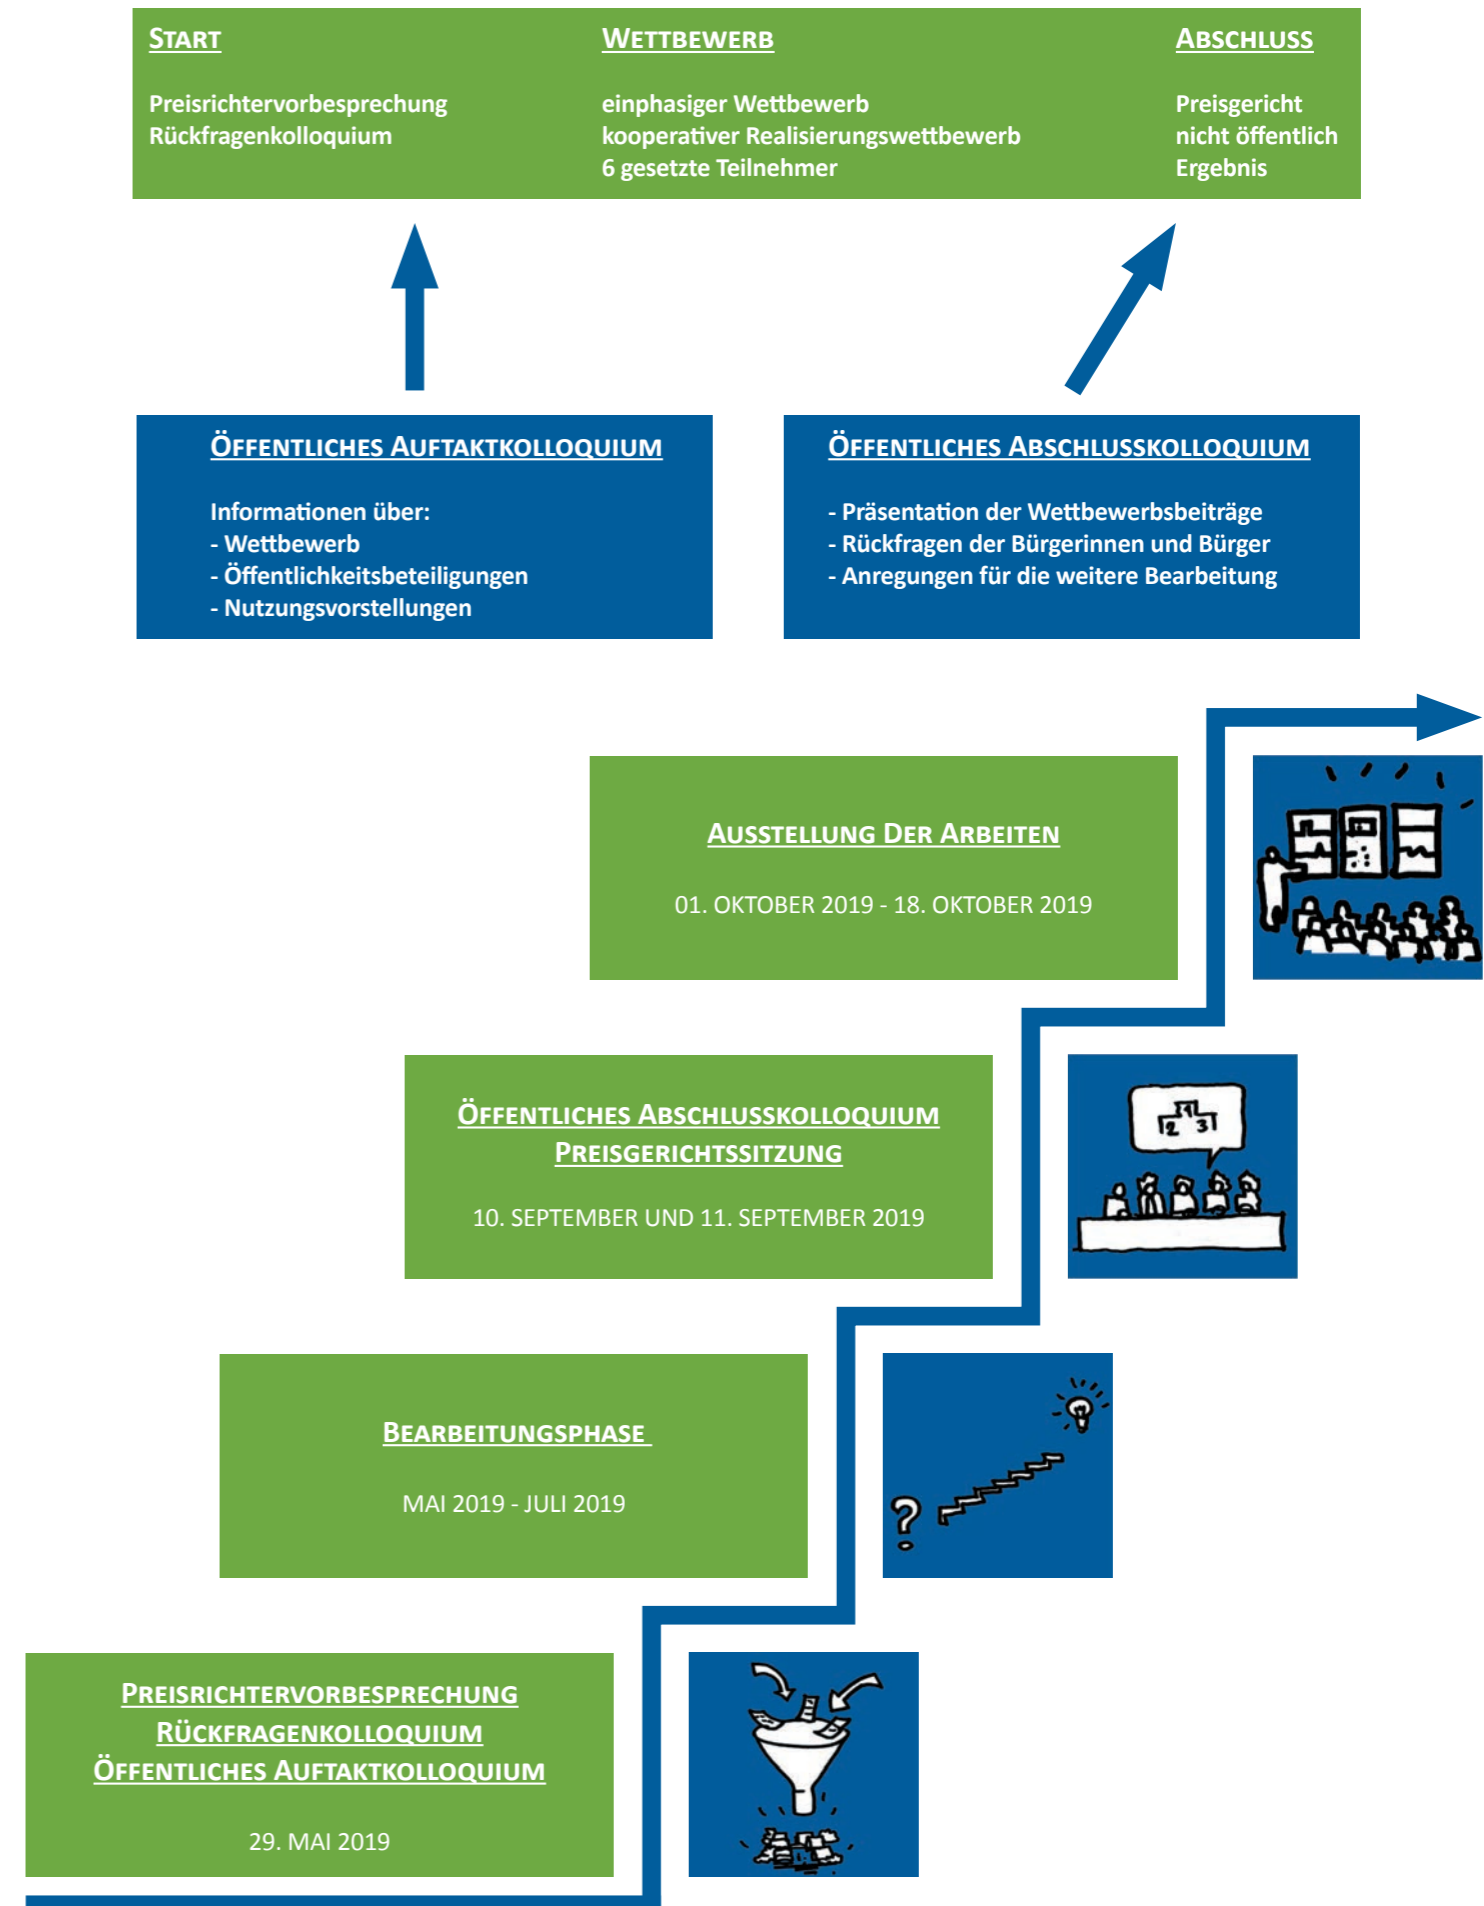 START
Preisrichtervorbesprechung
Rückfragenkolloquium
WETTBEWERB
einphasiger Wettbewerb
kooperativer Realisierungswettbewerb
6 gesetzte Teilnehmer
ABSCHLUSS
Preisgericht
nicht öffentlich
Ergebnis
ÖFFENTLICHES AUFTAKTKOLLOQUIUM
Informationen über:
- Wettbewerb
- Öffentlichkeitsbeteiligungen
- Nutzungsvorstellungen
ÖFFENTLICHES ABSCHLUSSKOLLOQUIUM
- Präsentation der Wettbewerbsbeiträge
- Rückfragen der Bürgerinnen und Bürger
- Anregungen für die weitere Bearbeitung
AUSSTELLUNG DER ARBEITEN
01. OKTOBER 2019 - 18. OKTOBER 2019
ÖFFENTLICHES ABSCHLUSSKOLLOQUIUM
PREISGERICHTSSITZUNG
10. SEPTEMBER UND 11. SEPTEMBER 2019
1
2 3
BEARBEITUNGSPHASE
MAI 2019 - JULI 2019
?
PREISRICHTERVORBESPRECHUNG
RÜCKFRAGENKOLLOQUIUM
ÖFFENTLICHES AUFTAKTKOLLOQUIUM
29. MAI 2019